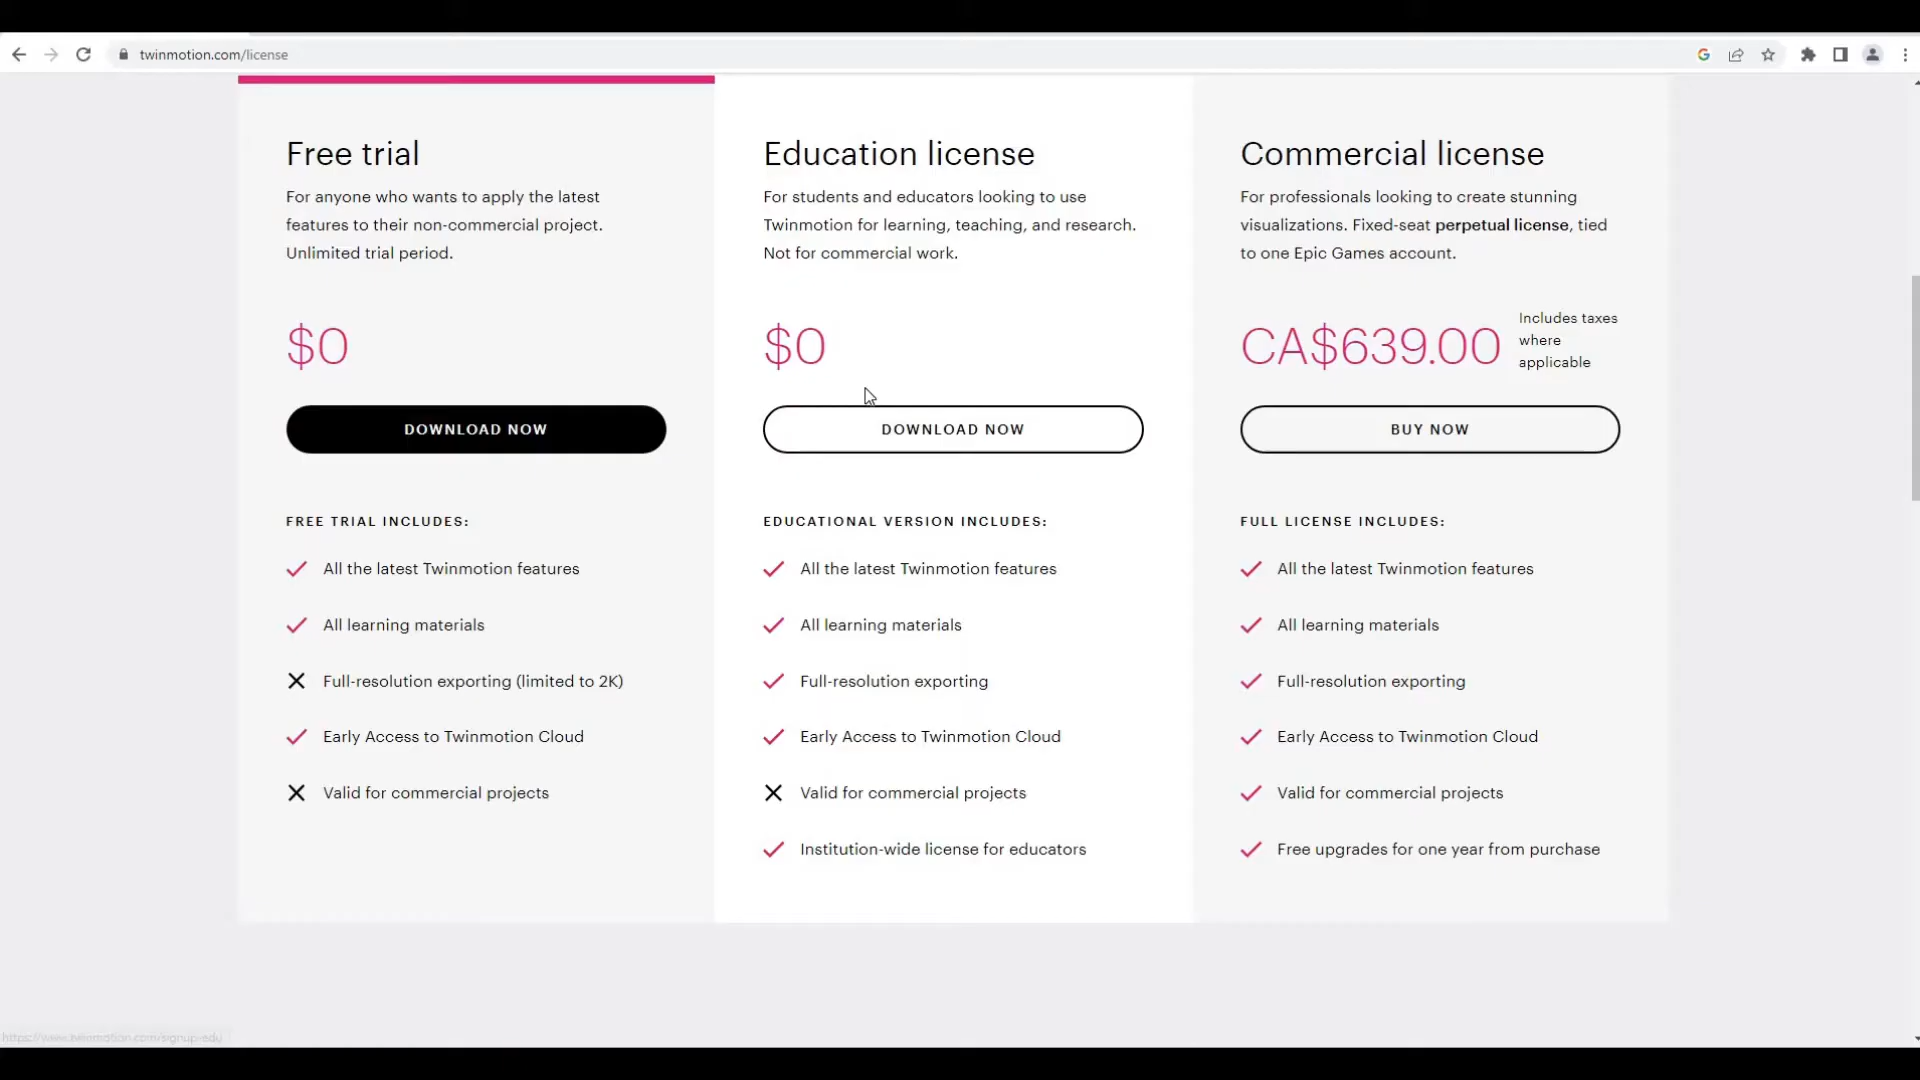 twinmotion.com/license
Free trial
For anyone who wants to apply the latest
features to their non-commercial project.
Unlimited trial period.
$0
DOWNLOAD NOW
FREE TRIAL INCLUDES:
All the latest Twinmotion features
All learning materials
Full-resolution exporting (limited to 2K)
Early Access to Twinmotion Cloud
Valid for commercial projects
Education license
For students and educators looking to use
Twinmotion for learning, teaching, and research.
Not for commercial work.
$0
DOWNLOAD NOW
EDUCATIONAL VERSION INCLUDES:
All the latest Twinmotion features
All learning materials
Full-resolution exporting
Early Access to Twinmotion Cloud
Valid for commercial projects
Institution-wide license for educators
Commercial license
For professionals looking to create stunning
visualizations. Fixed-seat perpetual license, tied
to one Epic Games account.
CA$639.00
Includes taxes
where
applicable
BUY NOW
FULL LICENSE INCLUDES:
All the latest Twinmotion features
All learning materials
Full-resolution exporting
Early Access to Twinmotion Cloud
Valid for commercial projects
Free upgrades for one year from purchase
https://www.twinmotion.com/signup-edu